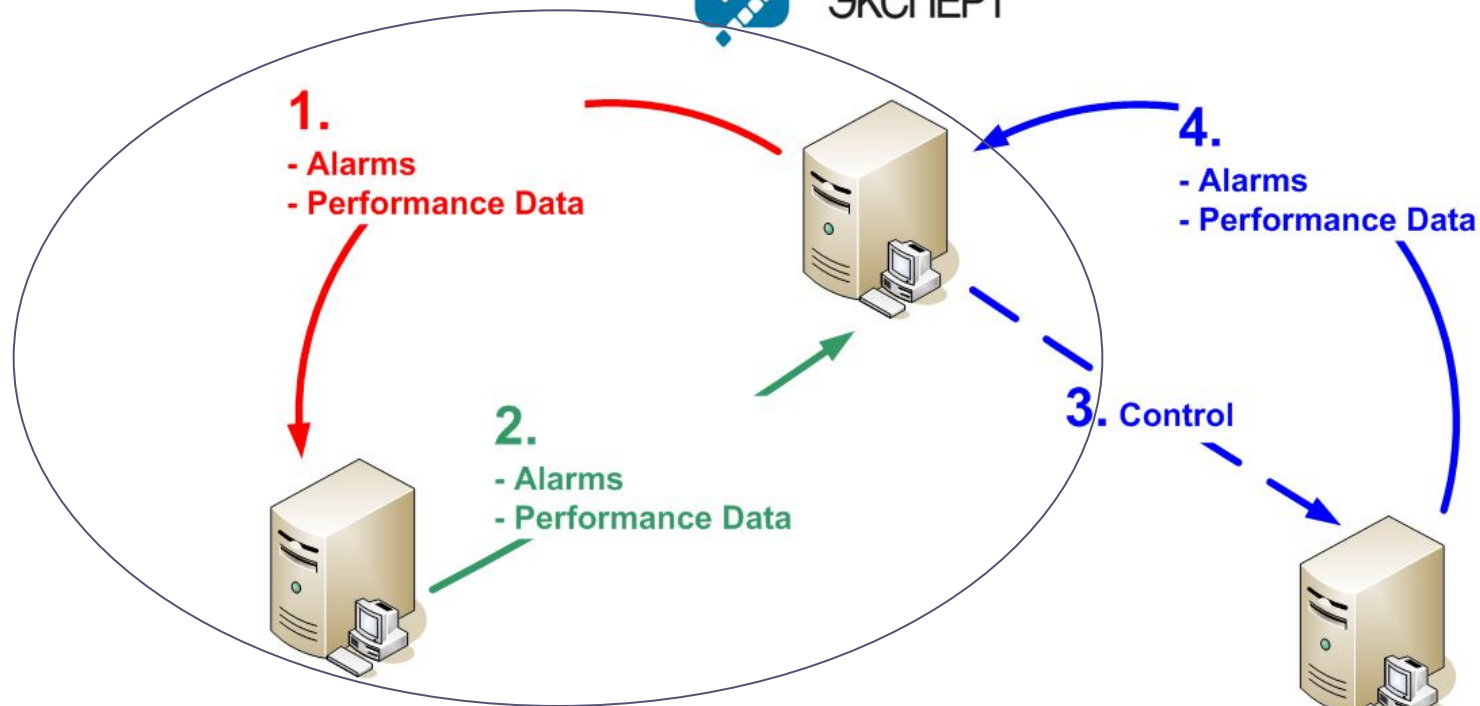 ЭКСПЕРТ
1.
- Alarms
- Performance Data
4.
- Alarms
- Performance Data
3. Control
2.
- Alarms
- Performance Data